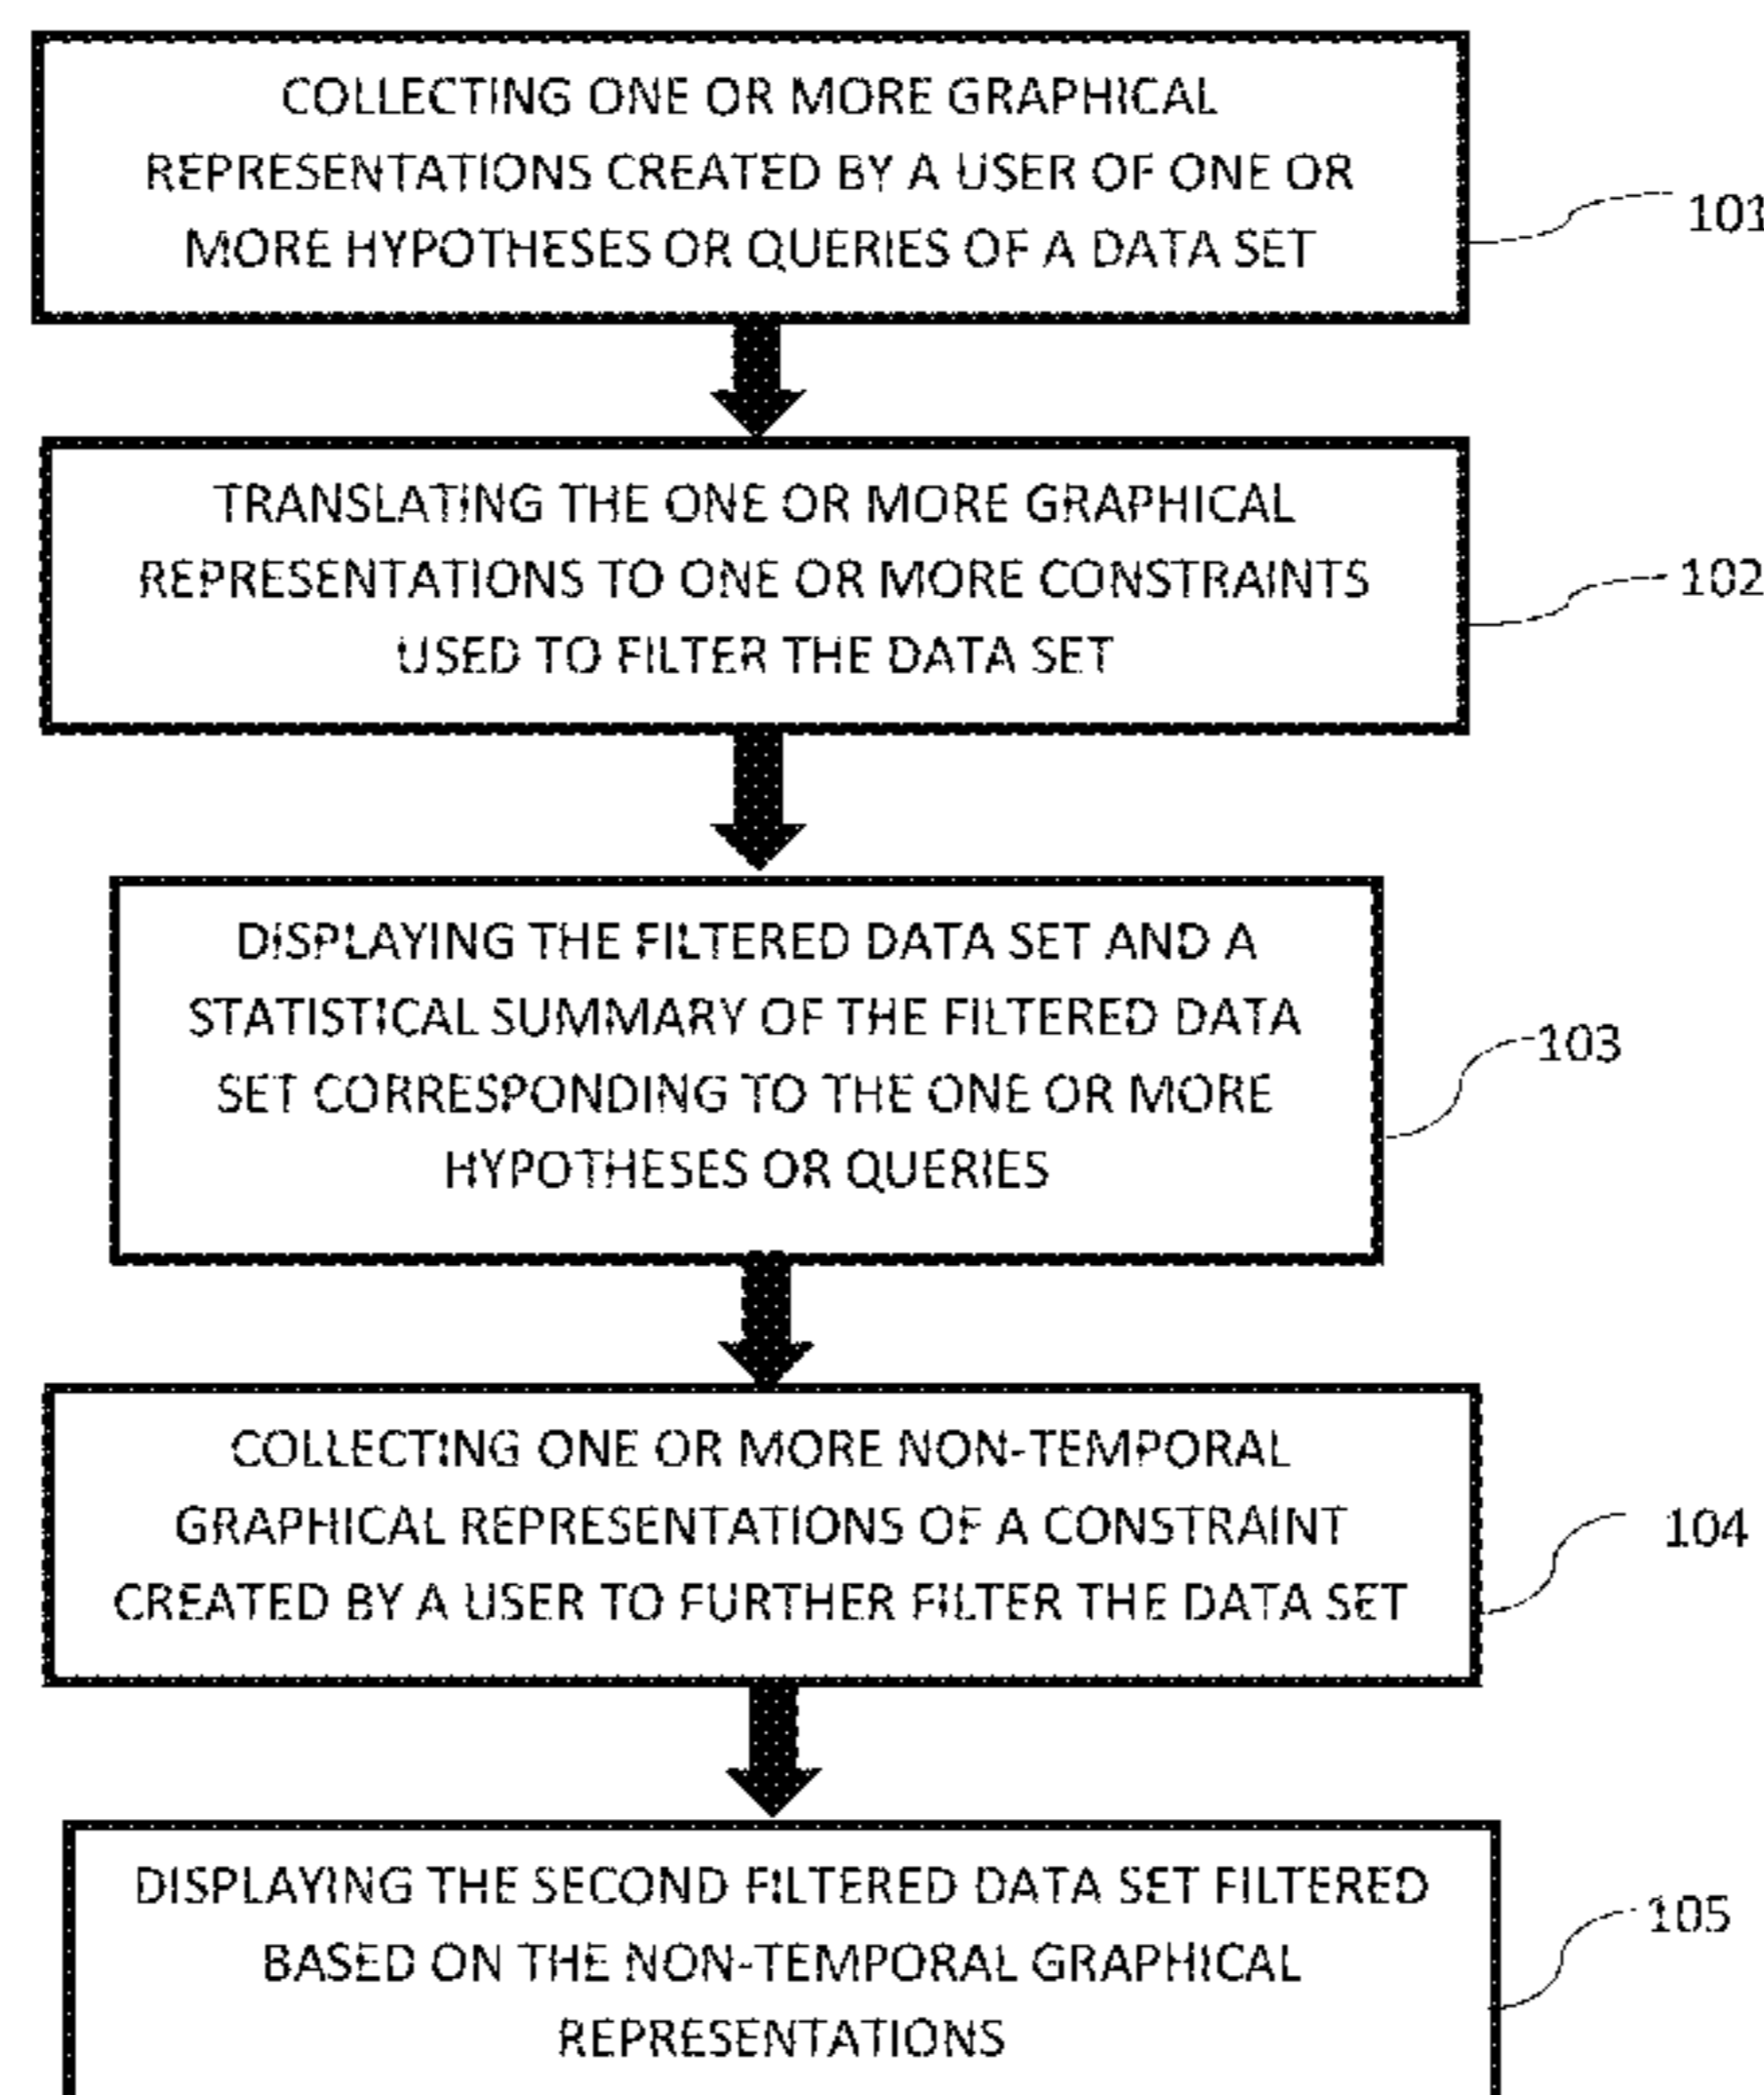 COLLECTING ONE OR MORE GRAPHICAL
REPRESENTATIONS CREATED BY A USER OF ONE OR
MORE HYPOTHESES OR QUERIES OF A DATA SET
101
TRANSLATING THE ONE OR MORE GRAPHICAL
REPRESENTATIONS TO ONE OR MORE CONSTRAINTS
USED TO FILTER THE DATA SET
102
DISPLAYING THE FILTERED DATA SET AND A
STATISTICAL SUMMARY OF THE FILTERED DATA
SET CORRESPONDING TO THE ONE OR MORE
HYPOTHESES OR QUERIES
103
COLLECTING ONE OR MORE NON-TEMPORAL
GRAPHICAL REPRESENTATIONS OF A CONSTRAINT
CREATED BY A USER TO FURTHER FILTER THE DATA SET
104
DISPLAYING THE SECOND FILTERED DATA SET FILTERED
BASED ON THE NON-TEMPORAL GRAPHICAL
REPRESENTATIONS
105